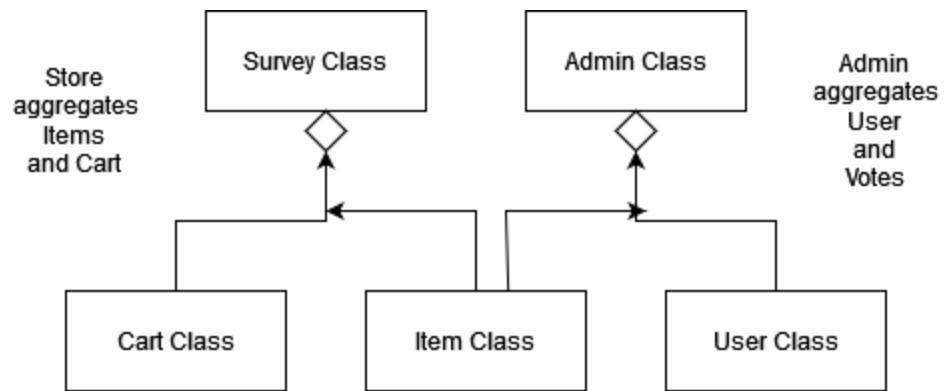 Survey Class
Admin Class
Store
aggregates
Items
and Cart
Admin
aggregates
User
and
Votes
Cart Class
Item Class
User Class